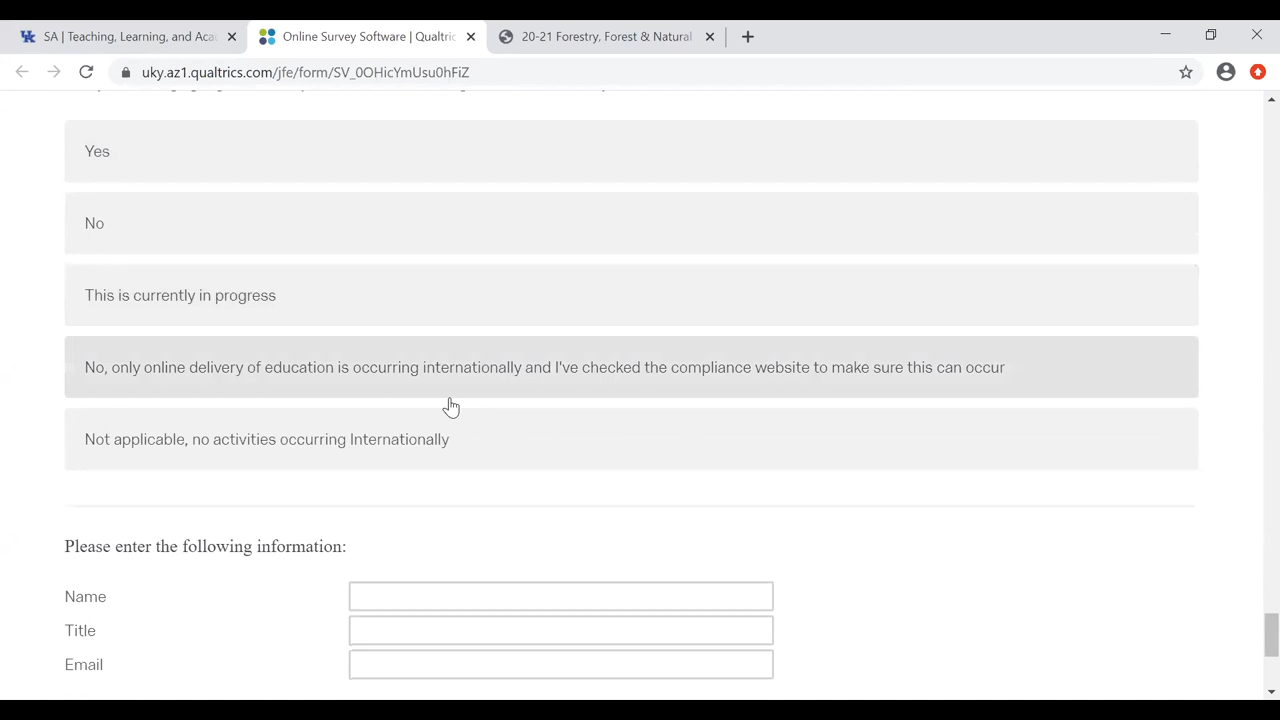 SA | Teaching, Learning, and Aca
Online Survey Software | Qualtric
20-21 Forestry, Forest & Natural
uky.az1.qualtrics.com/jfe/form/SV_0OHicYmUsu0hFiZ
Yes
No
This is currently in progress
No, only online delivery of education is occurring internationally and I've checked the compliance website to make sure this can occur
Not applicable, no activities occurring Internationally
Please enter the following information:
Name
Title
Email